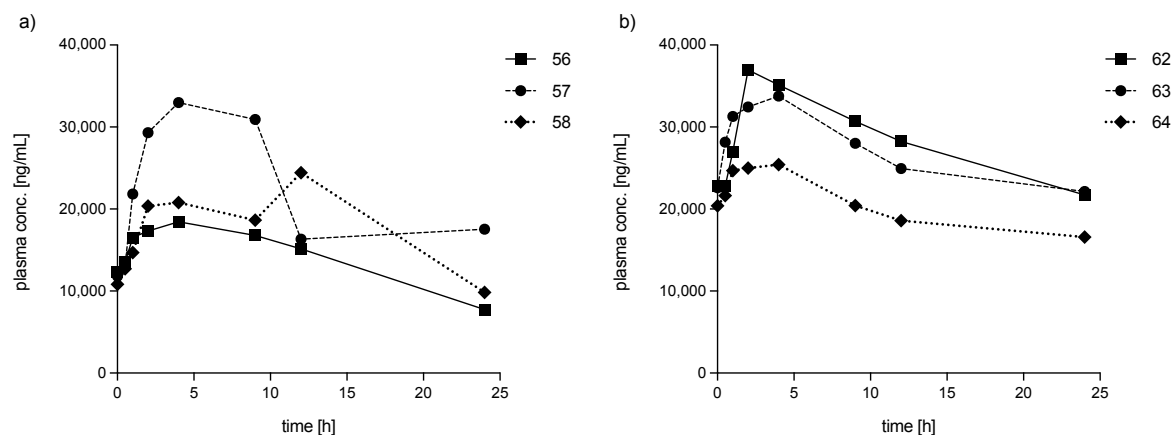 a)
40,000
30,000
20,000
10,000
0
plasma conc. [ng/mL]
0 5 10 15 20 25
time [h]
56
57
58
b)
40,000
30,000
20,000
10,000
0
plasma conc. [ng/mL]
0 5 10 15 20 25
time [h]
62
63
64